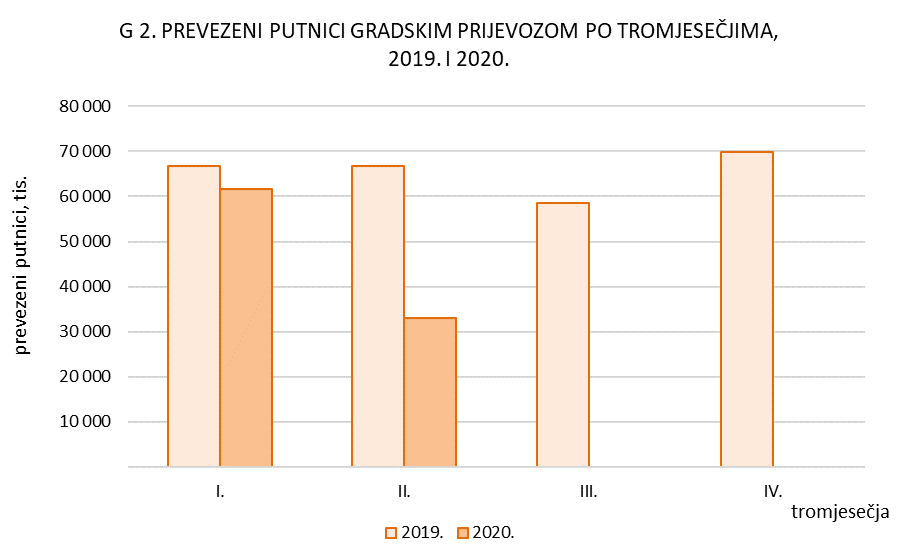 G 2. PREVEZENI PUTNICI GRADSKIM PRIJEVOZOM PO TROMJESEČJIMA,
2019. I 2020.
prevezeni putnici, tis.
80 000
70 000
60 000
50 000
40 000
30 000
20 000
10 000
I.
II.
III.
IV.
tromjesečja
2019.
2020.